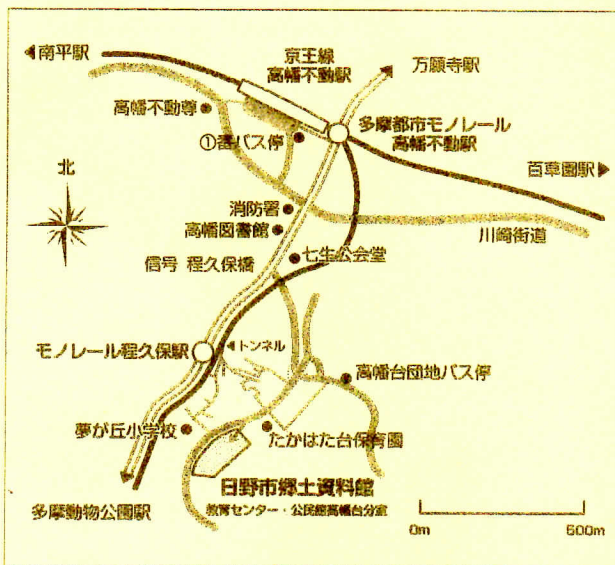 南平駅
京王線
高幡不動駅
万願寺駅
高幡不動尊
①番バス停
多摩都市モノレール
高幡不動駅
百草園駅
北
消防署
高幡図書館
川崎街道
信号 程久保橋
七生公会堂
モノレール程久保駅
トンネル
高幡台団地バス停
夢が丘小学校
たかはた台保育園
日野市郷土資料館
教育センター・公民館高幡台分室
多摩動物公園駅
0m
600m